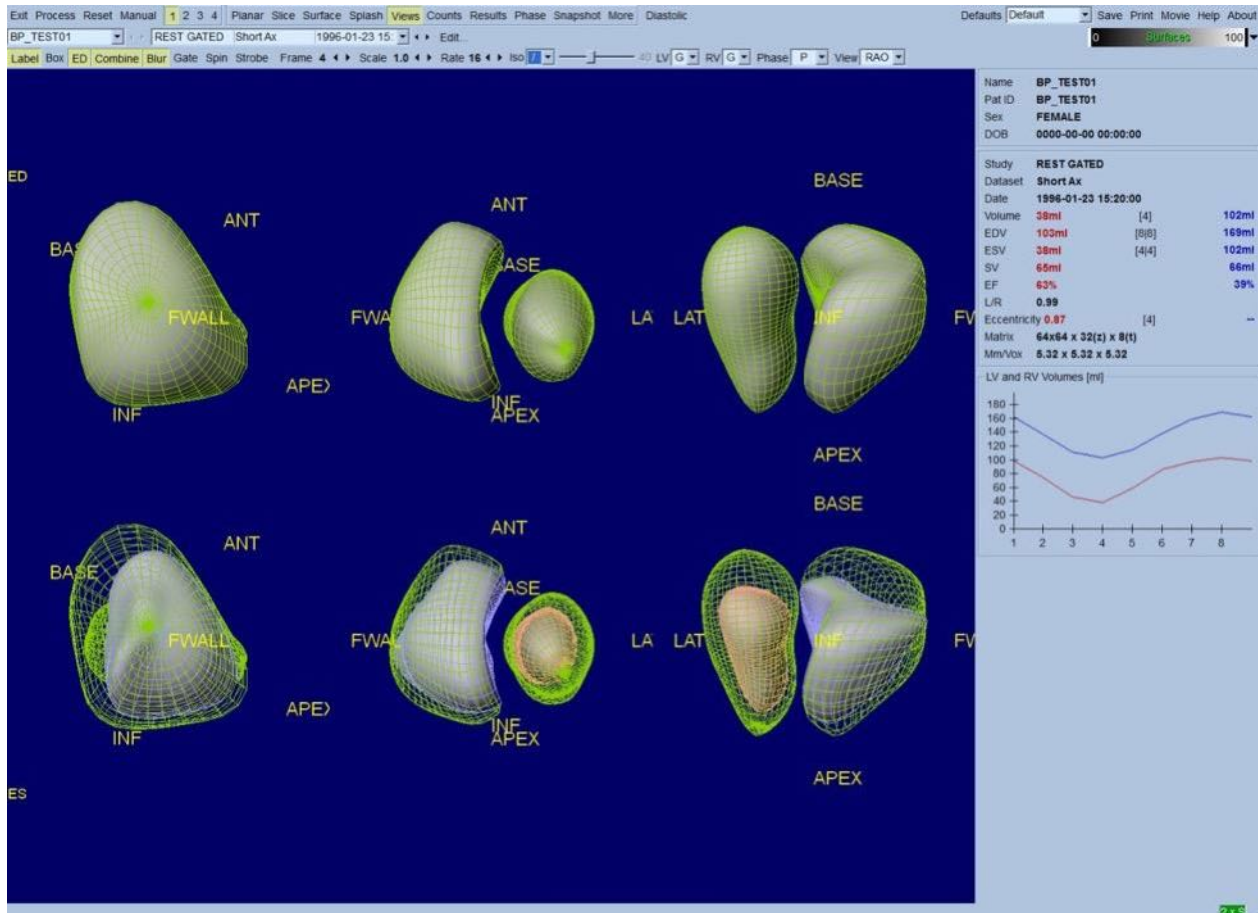 Exit Process Reset Manual 1 2 3 4 Planar Slice Surface Splash Views Counts Results Phase Snapshot More Diastolic Defaults Default Save Print Movie Help About
BP_TEST01 REST GATED Short Ax 1996-01-23 15: Edit... 0 Surfaces 100
Label Box ED Combine Blur Gate Spin Strobe Frame 4 Scale 1.0 Rate 16 Iso / 40 LV G RV G Phase P View RAO
Name BP_TEST01
Pat ID BP_TEST01
Sex FEMALE
DOB 0000-00-00 00:00:00
Study REST GATED
Dataset Short Ax
Date 1996-01-23 15:20:00
Volume 38ml [4] 102ml
EDV 103ml [8|8] 169ml
ESV 38ml [4|4] 102ml
SV 65ml 66ml
EF 63% 39%
L/R 0.99
Eccentricity 0.87 [4] --
Matrix 64x64 x 32(z) x 8(t)
Mm/Vox 5.32 x 5.32 x 5.32
LV and RV Volumes [ml]
180
160
140
120
100
80
60
40
20
0
1 2 3 4 5 6 7 8
ED
ANT
BASE
FWALL
APEX
INF
ANT
BASE
FWALL
LAT
INF
APEX
BASE
LAT
INF
FW
APEX
ANT
BASE
FWALL
APEX
INF
ANT
BASE
FWAL
LAT
INF
APEX
BASE
LAT
INF
FW
APEX
ES
2 x S